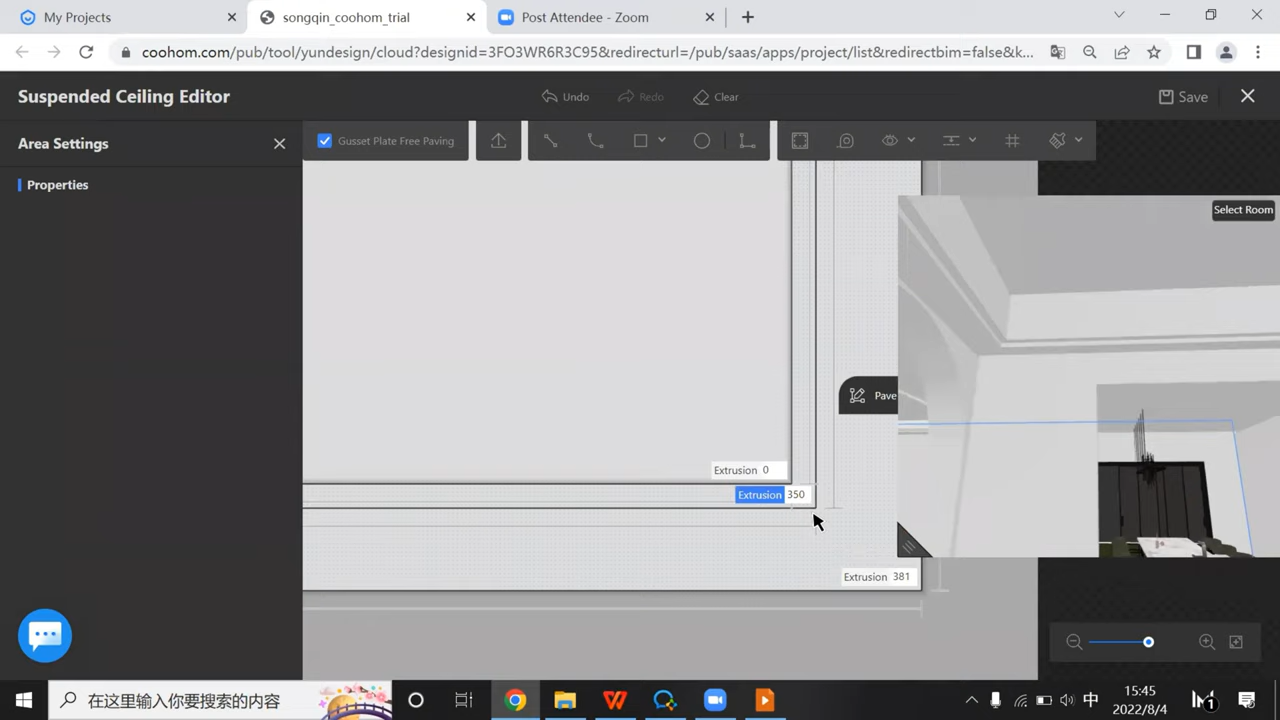 My Projects
songqin_coohom_trial
Post Attendee - Zoom
coohom.com/pub/tool/yundesign/cloud?designid=3FO3WR6R3C95&redirecturl=/pub/saas/apps/project/list&redirectbim=false&k...
Suspended Ceiling Editor
Undo
Redo
Clear
Save
Area Settings
Gusset Plate Free Paving
Properties
Select Room
Pave
Extrusion 0
Extrusion 350
Extrusion 381
在这里输入你要搜索的内容
中
15:45
2022/8/4
1